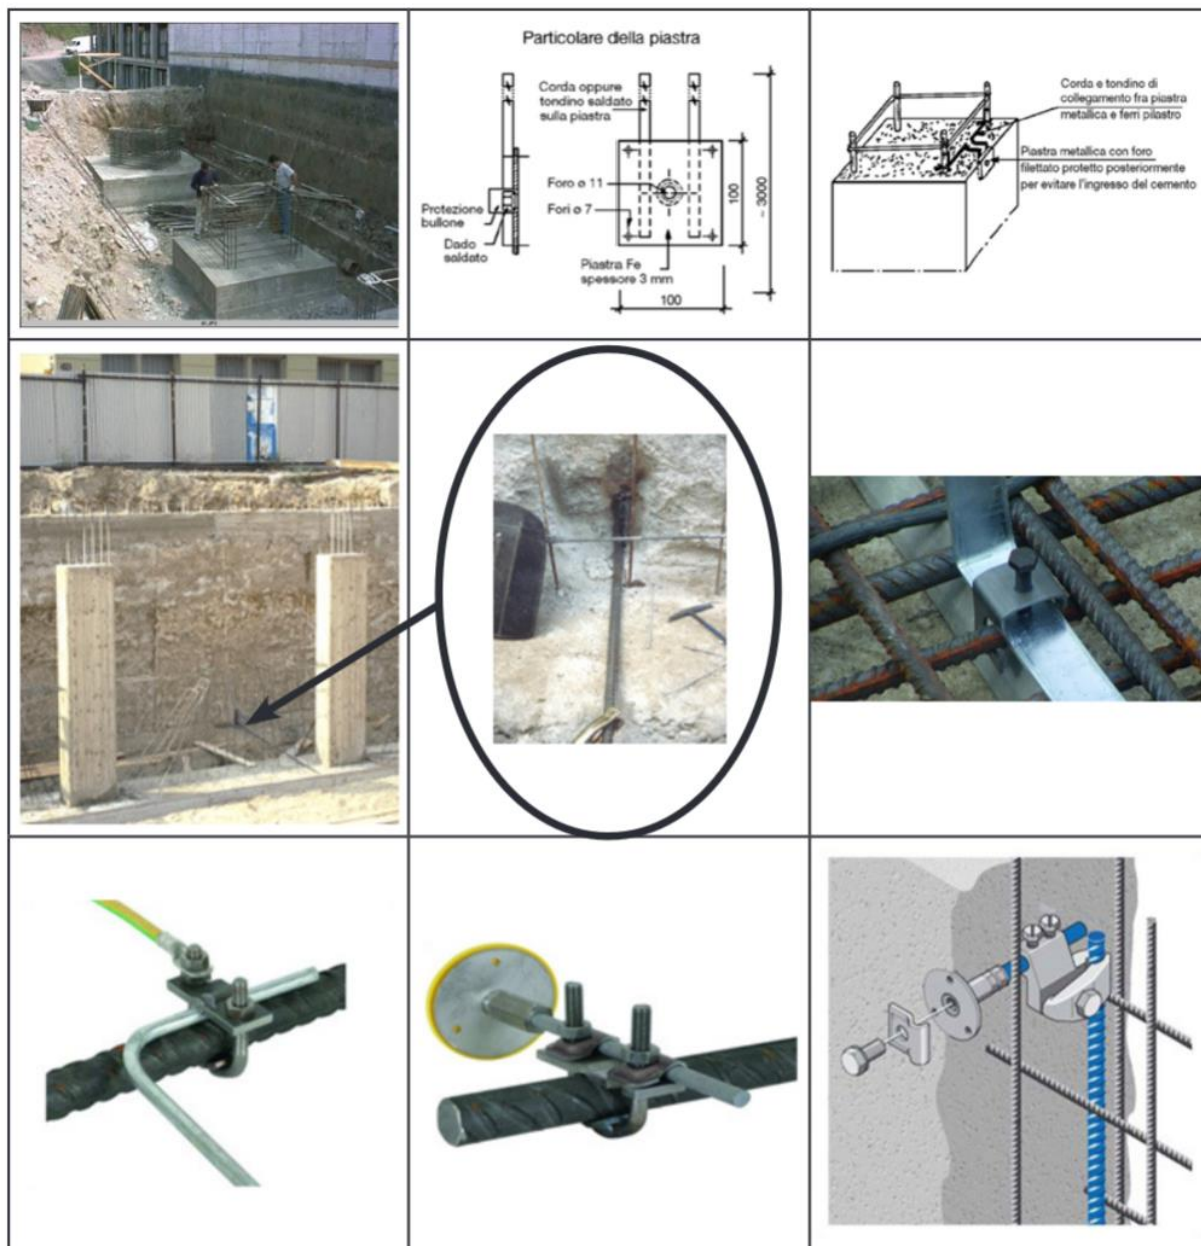 Particolare della piastra
Corda oppure
tondino saldato
sulla piastra
Foro ø 11
Fori ø 7
Protezione
bullone
Dado
saldato
Piastra Fe
spessore 3 mm
100
100
~ 3000
Corda e tondino di
collegamento fra piastra
metallica e ferri pilastro
Piastra metallica con foro
filettato protetto posteriormente
per evitare l'ingresso del cemento